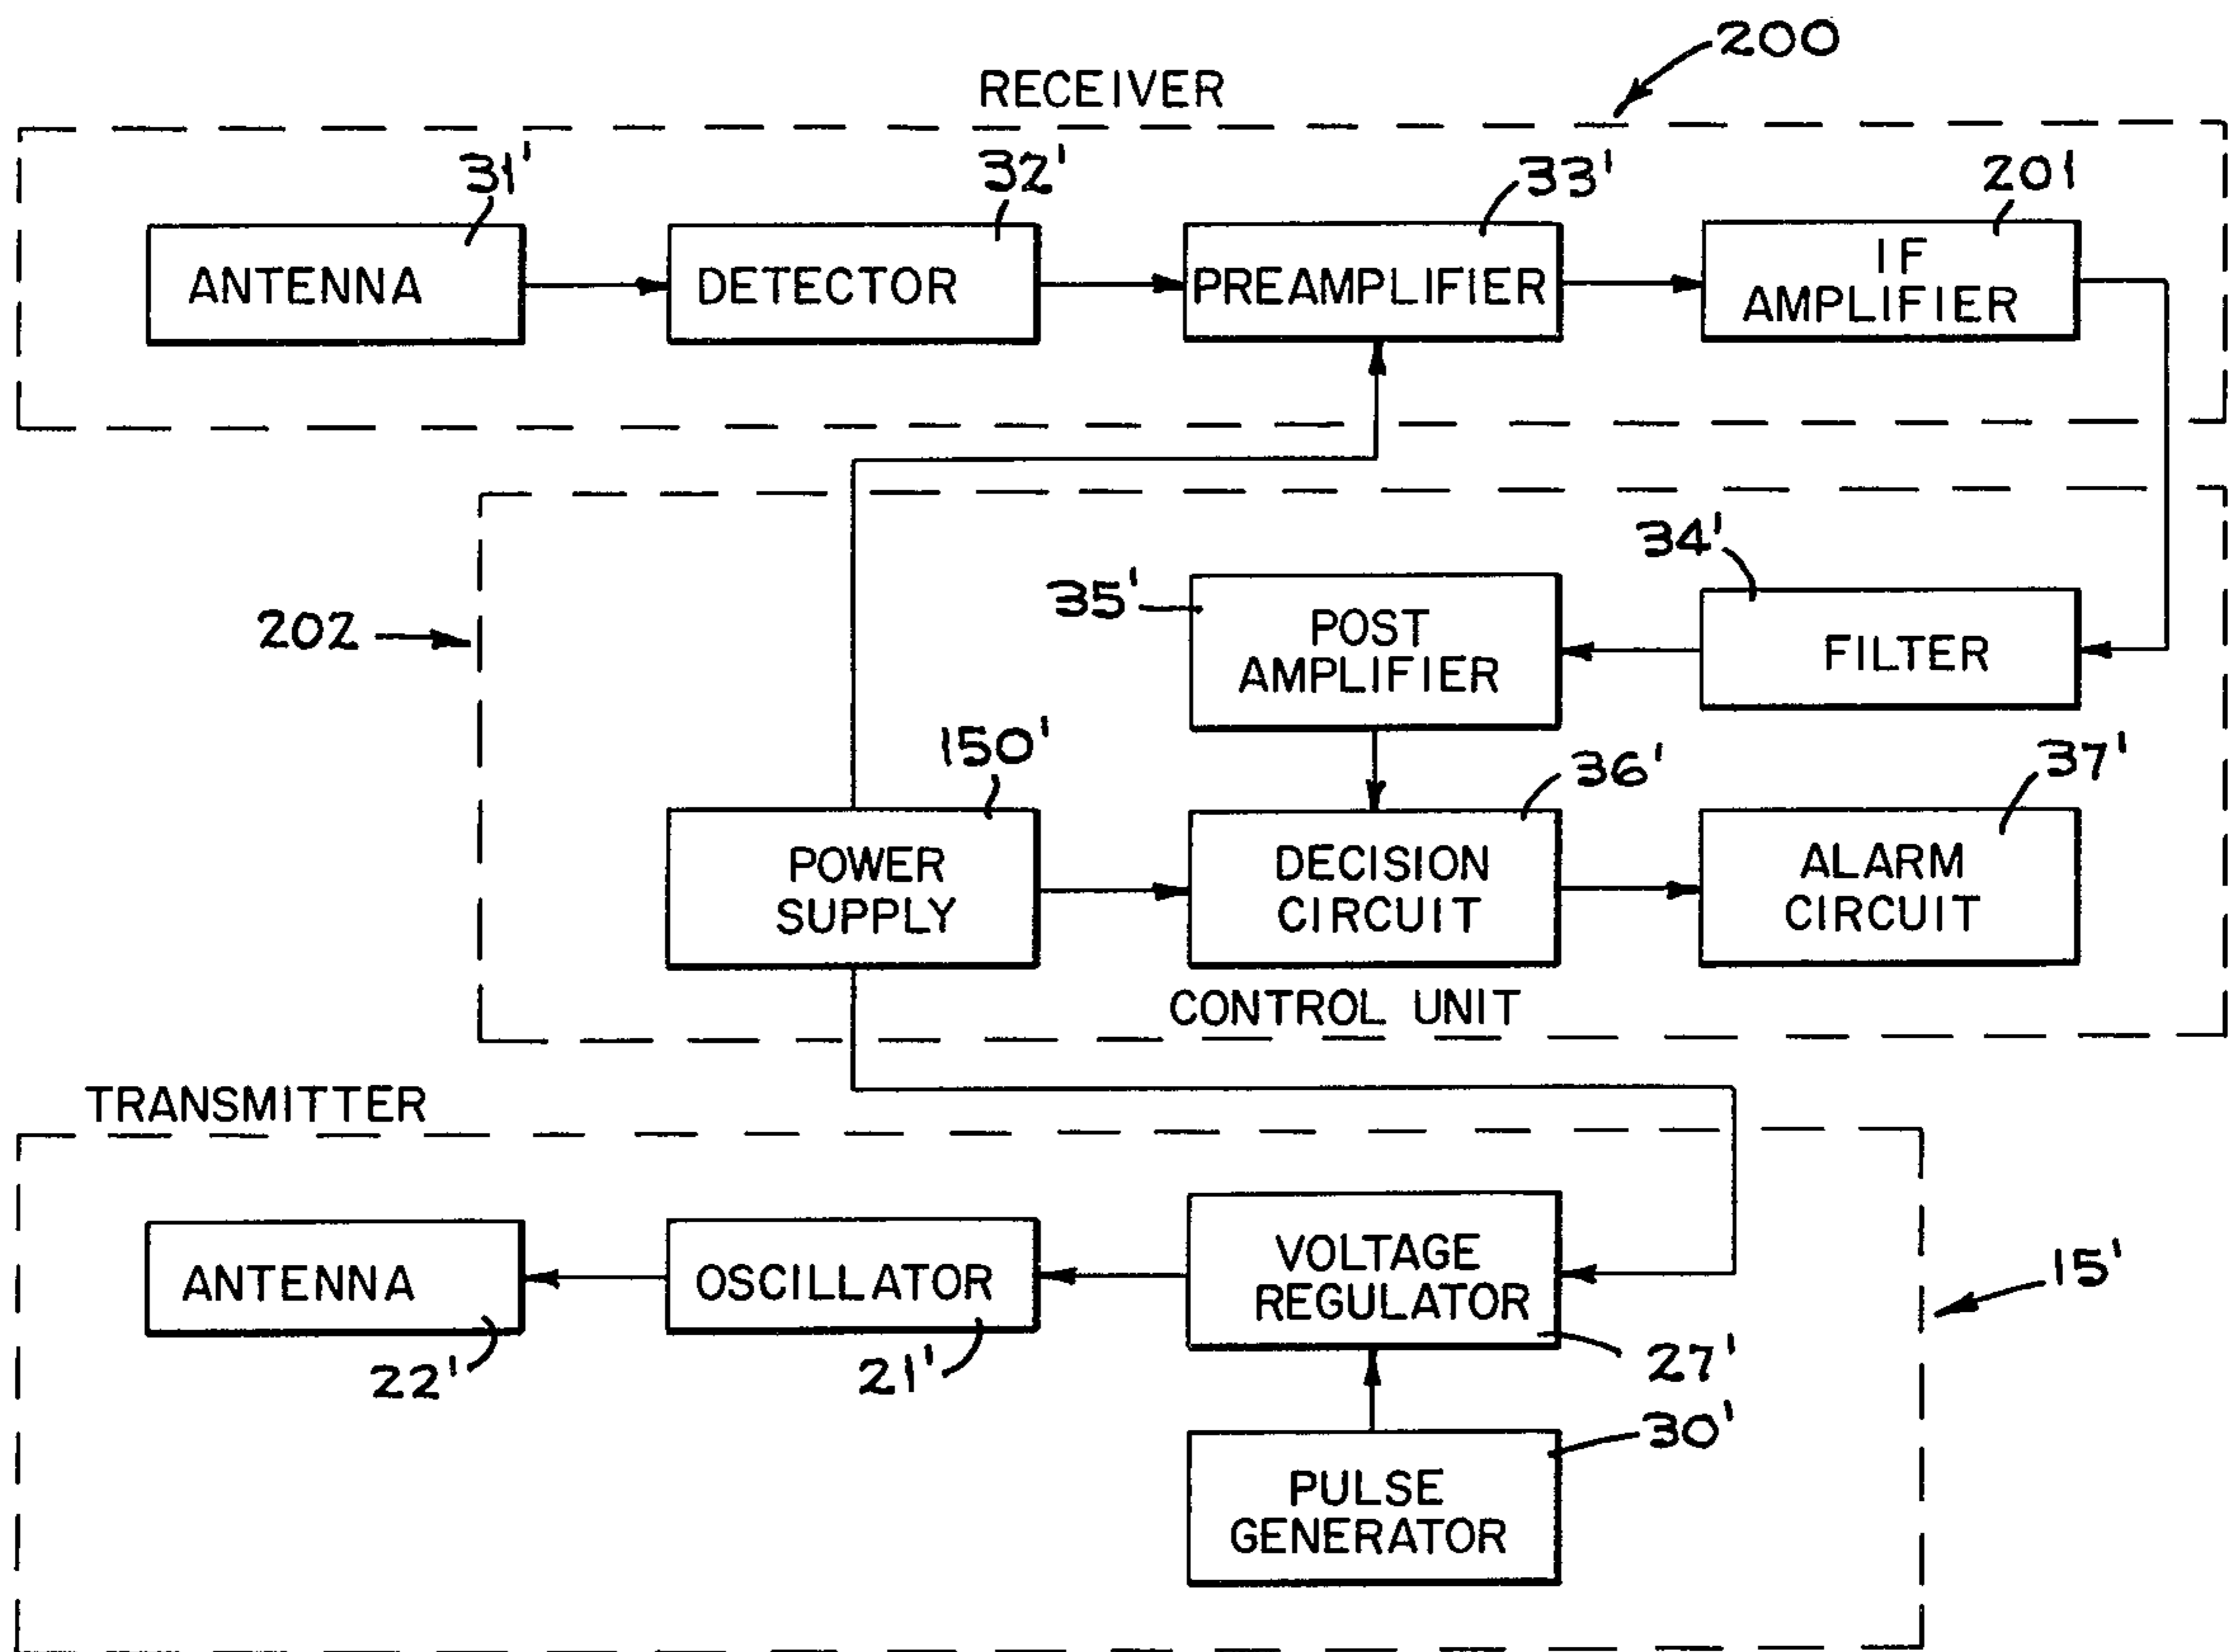 200
RECEIVER
31'
32'
33'
201
ANTENNA
DETECTOR
PREAMPLIFIER
IF
AMPLIFIER
34'
35'
POST
AMPLIFIER
FILTER
202
150'
36'
37'
POWER
SUPPLY
DECISION
CIRCUIT
ALARM
CIRCUIT
CONTROL UNIT
TRANSMITTER
ANTENNA
OSCILLATOR
VOLTAGE
REGULATOR
15'
22'
21'
27'
30'
PULSE
GENERATOR